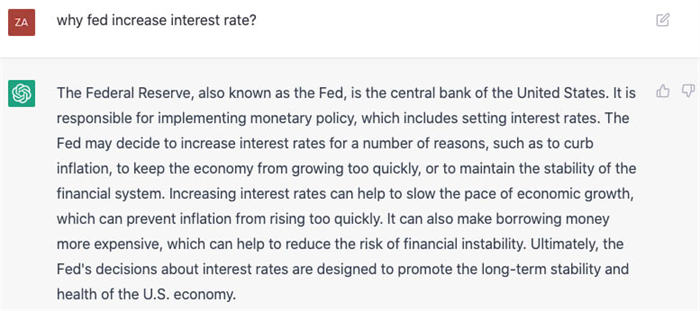 ZA why fed increase interest rate?
The Federal Reserve, also known as the Fed, is the central bank of the United States. It is
responsible for implementing monetary policy, which includes setting interest rates. The
Fed may decide to increase interest rates for a number of reasons, such as to curb
inflation, to keep the economy from growing too quickly, or to maintain the stability of the
financial system. Increasing interest rates can help to slow the pace of economic growth,
which can prevent inflation from rising too quickly. It can also make borrowing money
more expensive, which can help to reduce the risk of financial instability. Ultimately, the
Fed's decisions about interest rates are designed to promote the long-term stability and
health of the U.S. economy.